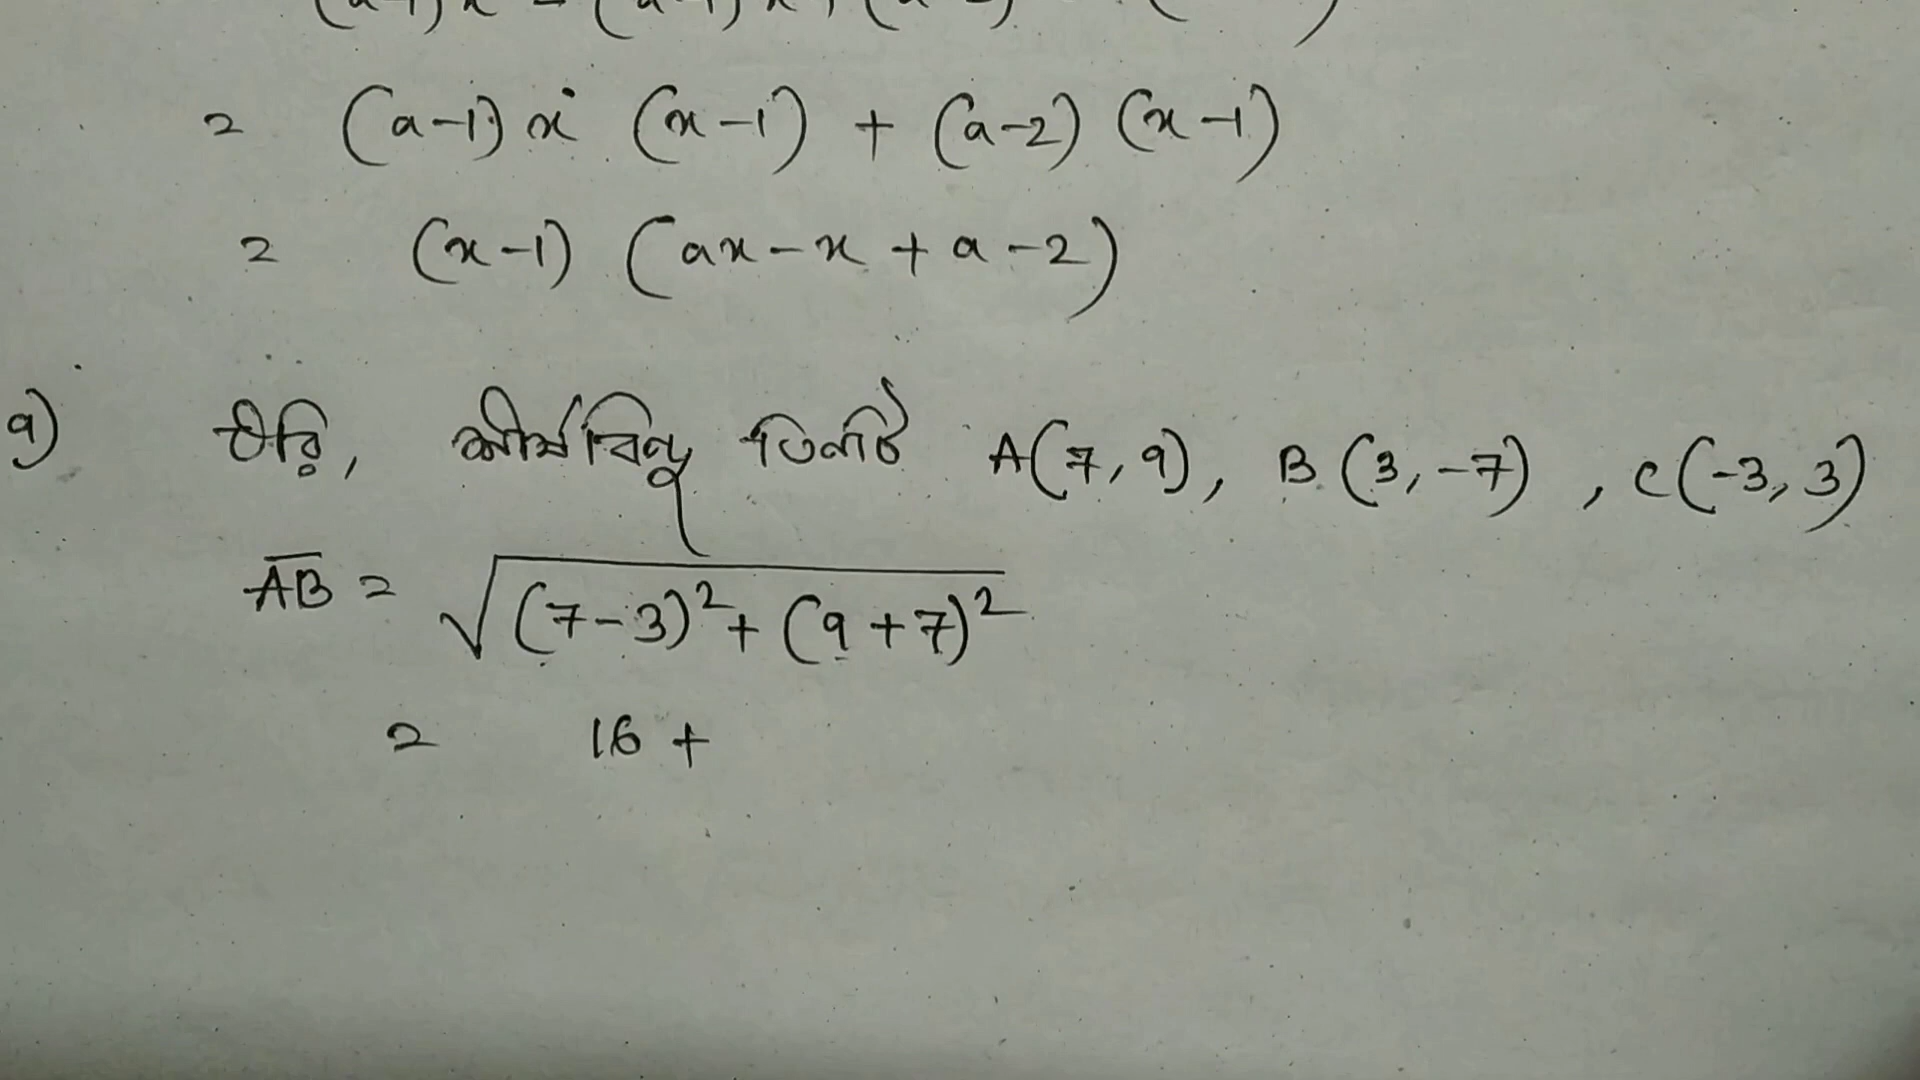 = (a-1) x (x-1) + (a-2) (x-1)
= (x-1) (ax - x + a - 2)
9) ধরি, শীর্ষবিন্দু তিনটি A(7, 9), B(3, -7), C(-3, 3)
AB = √(7-3)² + (9+7)²
= 16 +